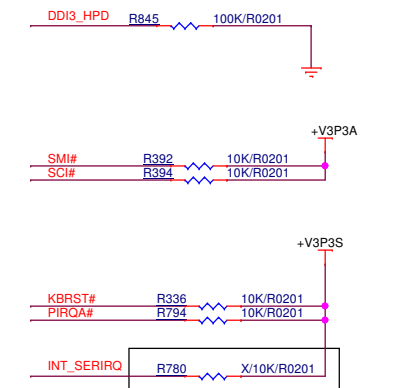 DDI3_HPD R845 100K/R0201
+V3P3A
SMI# R392 10K/R0201
SCI# R394 10K/R0201
+V3P3S
KBRST# R336 10K/R0201
PIRQA# R794 10K/R0201
INT_SERIRQ R780 X/10K/R0201